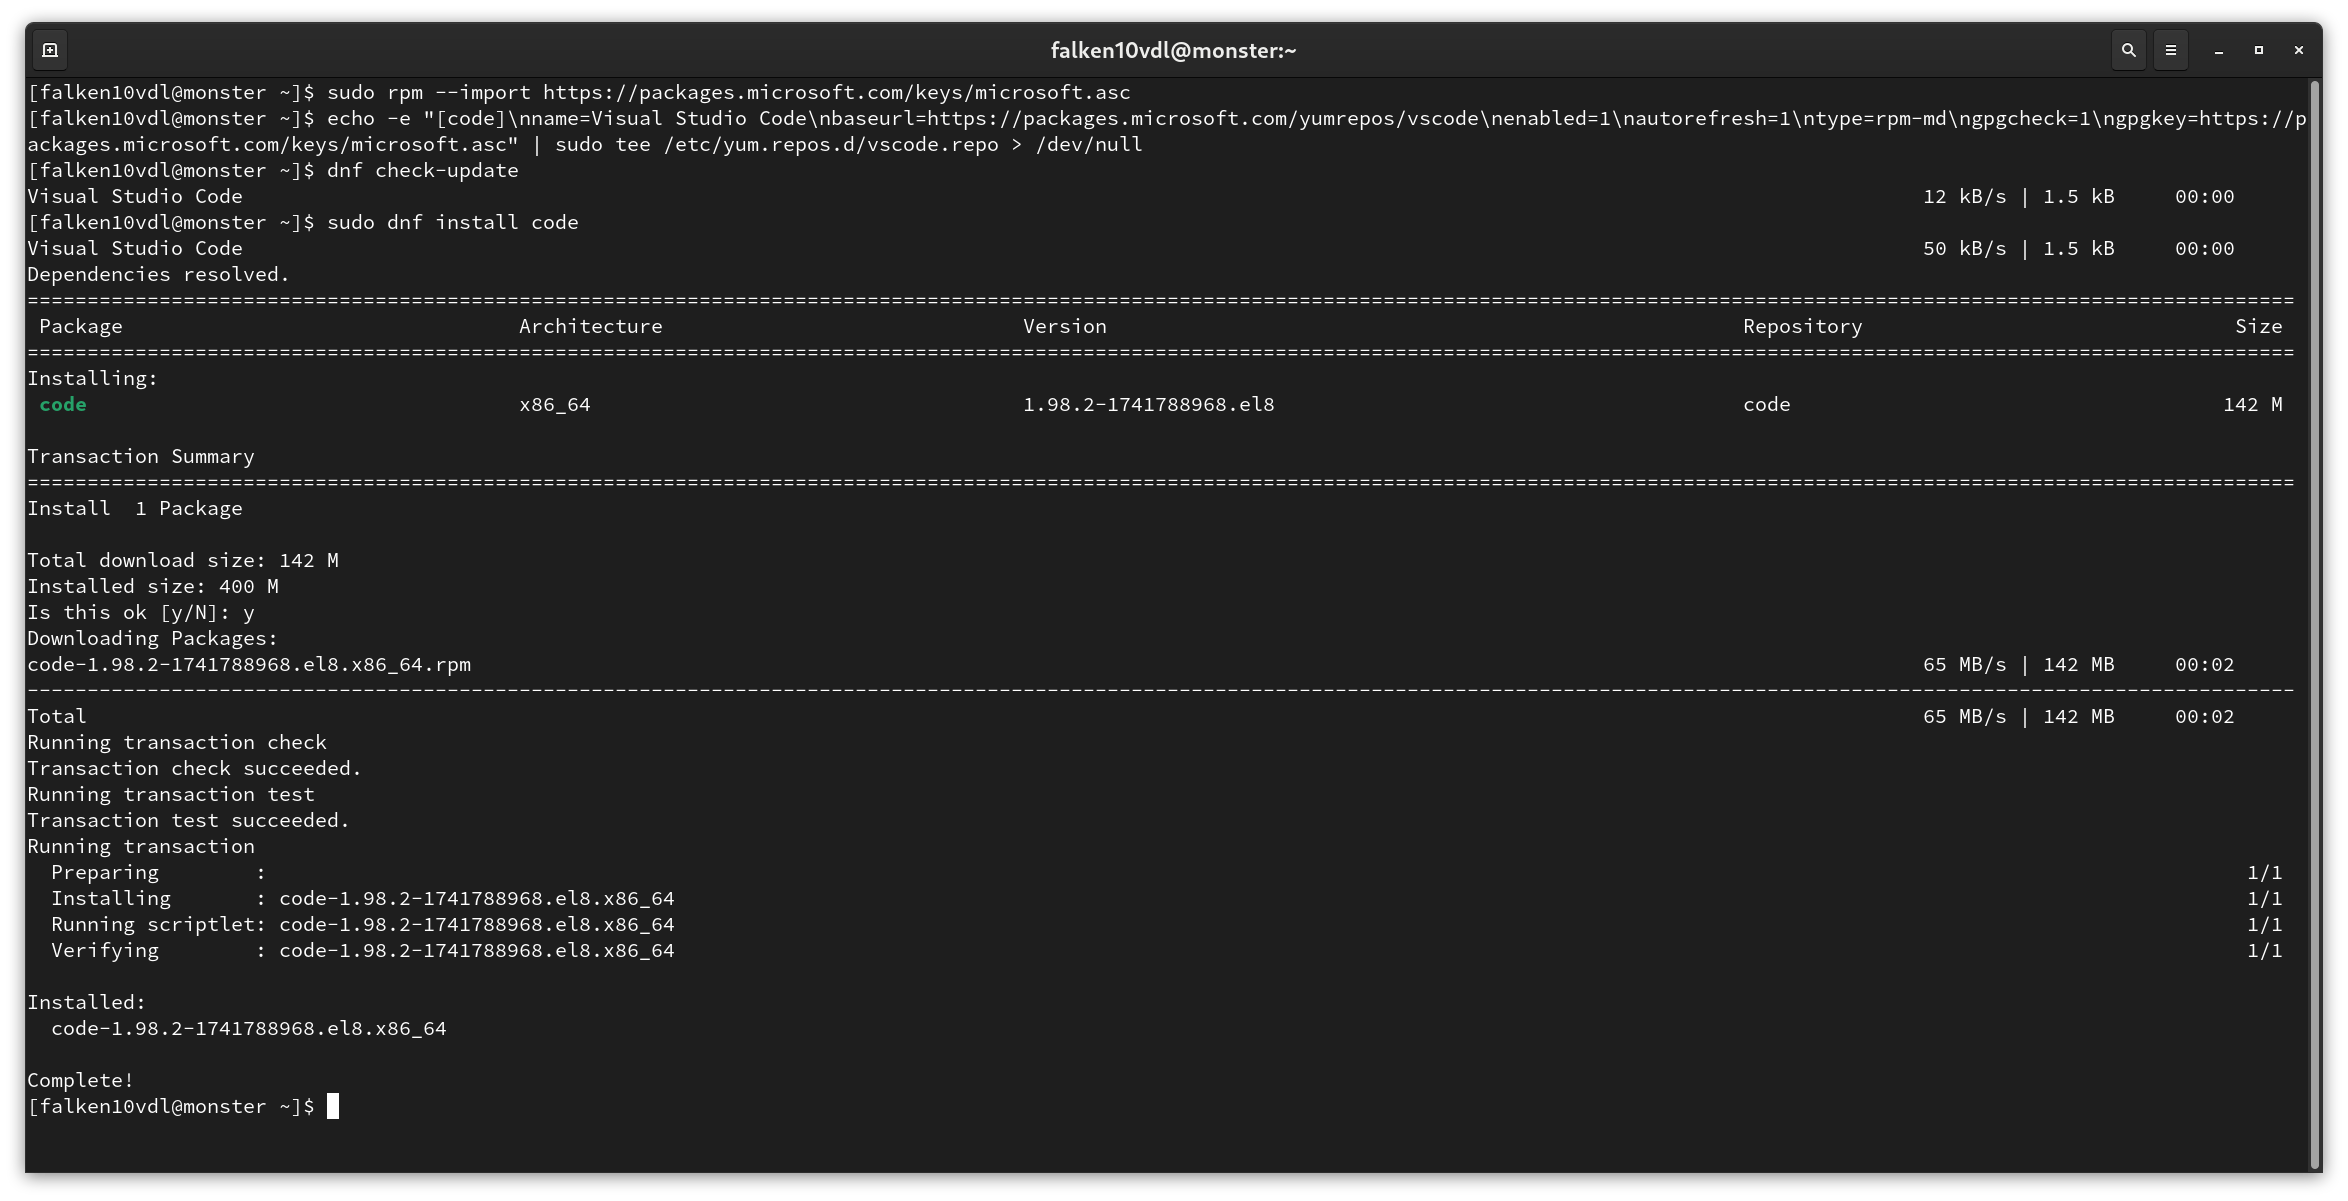 falken10vdl@monster:~
[falken10vdl@monster ~]$ sudo rpm --import https://packages.microsoft.com/keys/microsoft.asc
[falken10vdl@monster ~]$ echo -e "[code]\nname=Visual Studio Code\nbaseurl=https://packages.microsoft.com/yumrepos/vscode\nenabled=1\nautorefresh=1\ntype=rpm-md\ngpgcheck=1\ngpgkey=https://p
ackages.microsoft.com/keys/microsoft.asc" | sudo tee /etc/yum.repos.d/vscode.repo > /dev/null
[falken10vdl@monster ~]$ dnf check-update
Visual Studio Code 12 kB/s | 1.5 kB 00:00
[falken10vdl@monster ~]$ sudo dnf install code
Visual Studio Code 50 kB/s | 1.5 kB 00:00
Dependencies resolved.
Package Architecture Version Repository Size
Installing:
code x86_64 1.98.2-1741788968.el8 code 142 M
Transaction Summary
Install 1 Package
Total download size: 142 M
Installed size: 400 M
Is this ok [y/N]: y
Downloading Packages:
code-1.98.2-1741788968.el8.x86_64.rpm 65 MB/s | 142 MB 00:02
Total 65 MB/s | 142 MB 00:02
Running transaction check
Transaction check succeeded.
Running transaction test
Transaction test succeeded.
Running transaction
Preparing : 1/1
Installing : code-1.98.2-1741788968.el8.x86_64 1/1
Running scriptlet: code-1.98.2-1741788968.el8.x86_64 1/1
Verifying : code-1.98.2-1741788968.el8.x86_64 1/1
Installed:
code-1.98.2-1741788968.el8.x86_64
Complete!
[falken10vdl@monster ~]$